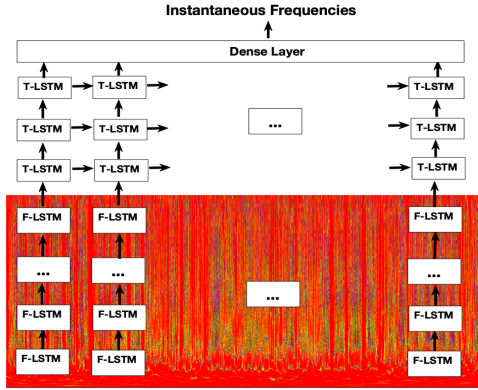 Instantaneous Frequencies
Dense Layer
T-LSTM T-LSTM T-LSTM
T-LSTM T-LSTM ... T-LSTM
T-LSTM T-LSTM T-LSTM
F-LSTM F-LSTM F-LSTM
... ... ...
...
F-LSTM F-LSTM F-LSTM
F-LSTM F-LSTM F-LSTM